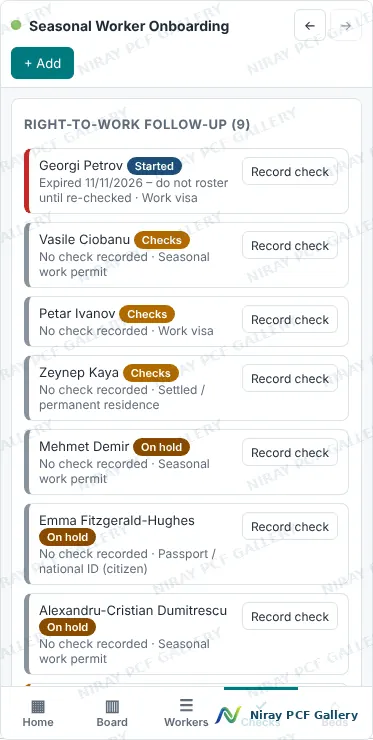 Seasonal Worker Onboarding
← →
+ Add
RIGHT-TO-WORK FOLLOW-UP (9)
Georgi Petrov Started
Record check
Expired 11/11/2026 – do not roster
until re-checked · Work visa
Vasile Ciobanu Checks
Record check
No check recorded · Seasonal
work permit
Petar Ivanov Checks
Record check
No check recorded · Work visa
Zeynep Kaya Checks
Record check
No check recorded · Settled /
permanent residence
Mehmet Demir On hold
Record check
No check recorded · Seasonal
work permit
Emma Fitzgerald-Hughes
Record check
On hold
No check recorded · Passport /
national ID (citizen)
Alexandru-Cristian Dumitrescu
Record check
On hold
No check recorded · Seasonal
work permit
Home Board Workers Checks Beds
Niray PCF Gallery
NIRAY PCF GALLERY